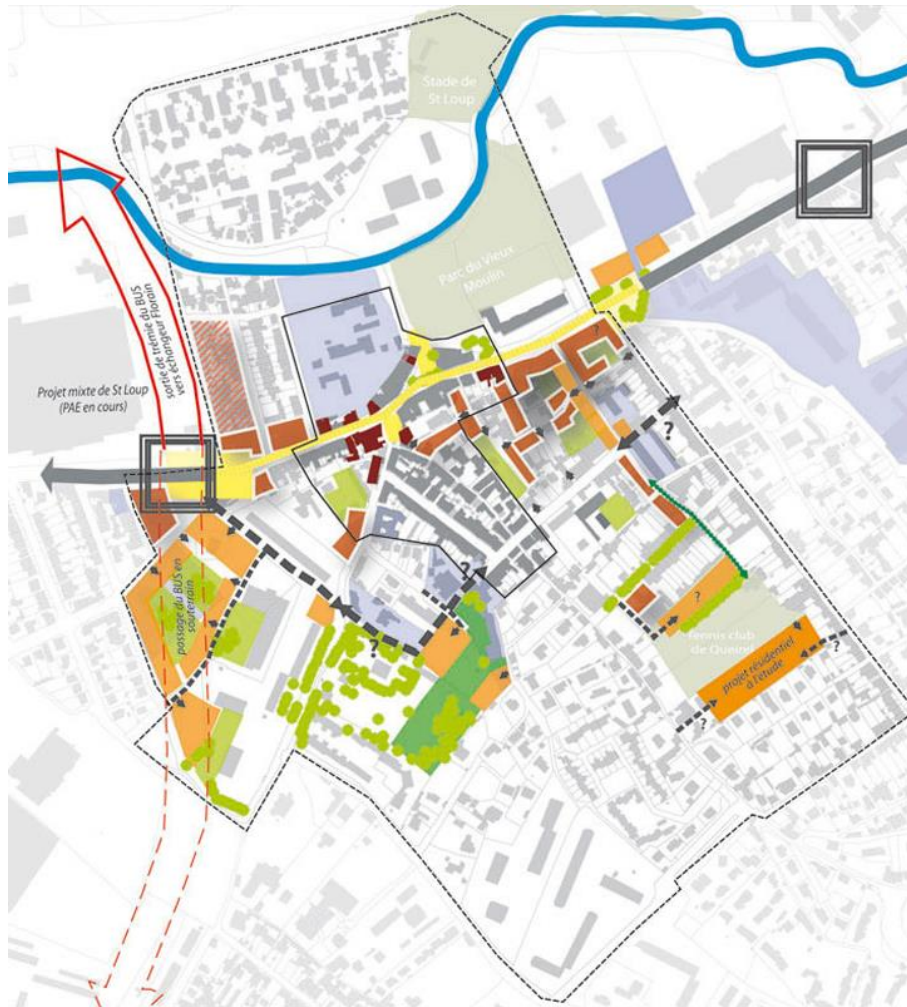 Stade de
St Loup
Parc du Vieux
Moulin
sortie de trémie du BUS
vers échangeur Florain
Projet mixte de St Loup
(PAE en cours)
?
?
?
passage du BUS en
souterrain
?
?
Tennis club
de Queirel
projet résidentiel
à l'étude
?
?